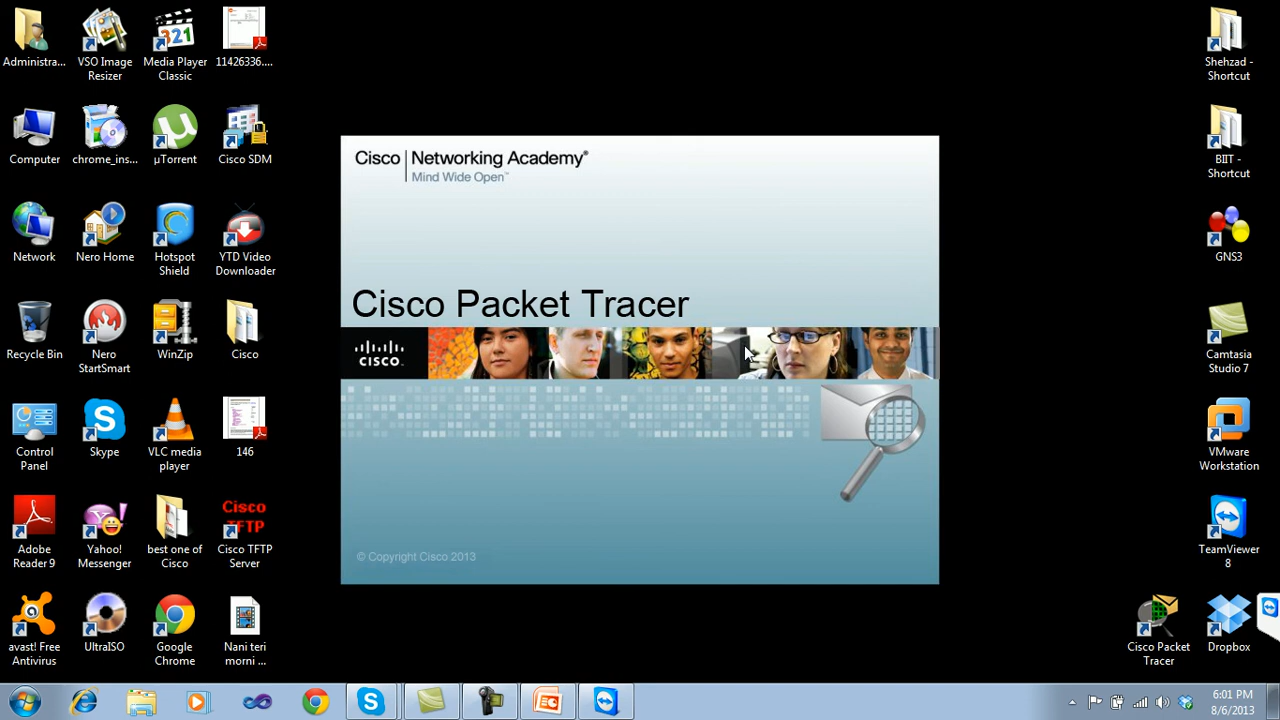 Administra...
VSO Image
Resizer
Media Player
Classic
11426336....
Computer
chrome_ins...
µTorrent
Cisco SDM
Network
Nero Home
Hotspot
Shield
YTD Video
Downloader
Recycle Bin
Nero
StartSmart
WinZip
Cisco
Control
Panel
Skype
VLC media
player
146
Adobe
Reader 9
Yahoo!
Messenger
best one of
Cisco
Cisco
TFTP
Cisco TFTP
Server
avast! Free
Antivirus
UltraISO
Google
Chrome
Nani teri
morni ...
Cisco Networking Academy®
Mind Wide Open™
Cisco Packet Tracer
CISCO.
© Copyright Cisco 2013
Shehzad -
Shortcut
BIIT -
Shortcut
GNS3
Camtasia
Studio 7
VMware
Workstation
TeamViewer
8
Cisco Packet
Tracer
Dropbox
6:01 PM
8/6/2013